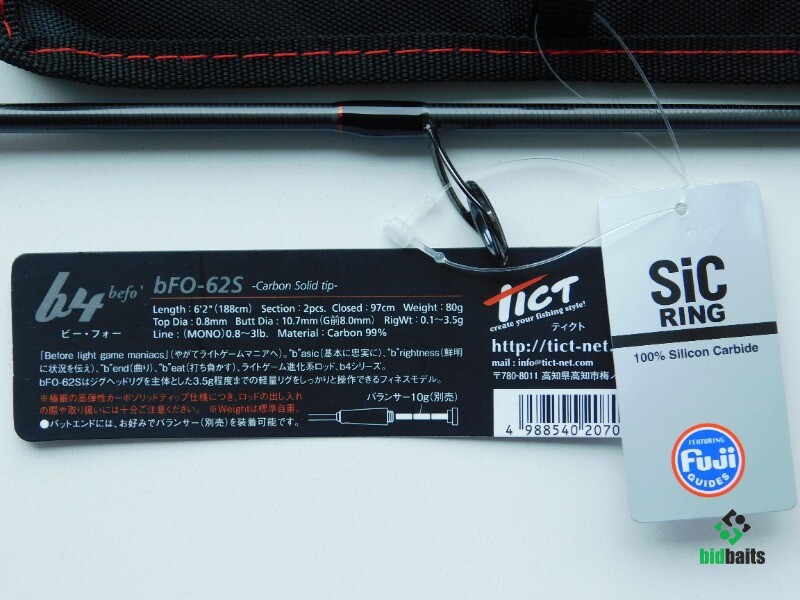 b4 befo' bFO-62S -Carbon Solid tip-
ビー・フォー
Length : 6'2"(188cm) Section : 2pcs. Closed : 97cm Weight : 80g
Top Dia : 0.8mm Butt Dia : 10.7mm(G前8.0mm) RigWt : 0.1~3.5g
Line : (MONO)0.8~3lb. Material : Carbon 99%
「Before light game maniacs」(やがてライトゲームマニアへ)。"b"asic(基本に忠実に)、"b"rightness(鮮明
に状況を伝え)、"b"end(曲り)、"b"eat(打ち負かす)、ライトゲーム進化系ロッド、b4シリーズ。
bFO-62Sはジグヘッドリグを主体とした3.5g程度までの軽量リグをしっかりと操作できるフィネスモデル。
※極細の高弾性カーボンソリッドティップ仕様につき、ロッドの出し入れ
の際や取り扱いには十分ご注意ください。 ※Weightは標準自重。
●バットエンドには、お好みでバランサー(別売)を装着可能です。
バランサー10g(別売)
TICT
create your fishing style!
ティクト
http://tict-net.
mail : info@tict-net.com
〒780-8011 高知県高知市梅ノ
4 988540 2070
SiC
RING
100% Silicon Carbide
FEATURING
Fuji
GUIDES
bidbaits